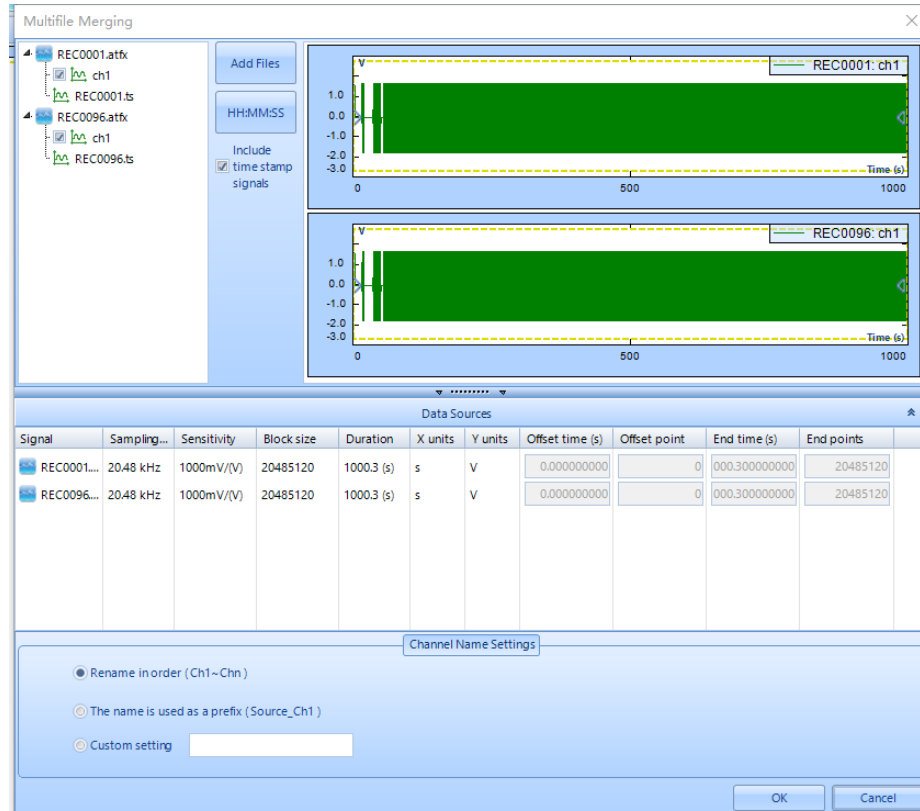 Multifile Merging
REC0001.atfx
ch1
REC0001.ts
REC0096.atfx
ch1
REC0096.ts
Add Files
HH:MM:SS
Include
time stamp
signals
V
REC0001: ch1
1.0
0.0
-1.0
-2.0
-3.0
Time (s)
0 500 1000
V
REC0096: ch1
1.0
0.0
-1.0
-2.0
-3.0
Time (s)
0 500 1000
Data Sources
Signal Sampling... Sensitivity Block size Duration X units Y units Offset time (s) Offset point End time (s) End points
REC0001.... 20.48 kHz 1000mV/(V) 20485120 1000.3 (s) s V 0.000000000 0 000.300000000 20485120
REC0096... 20.48 kHz 1000mV/(V) 20485120 1000.3 (s) s V 0.000000000 0 000.300000000 20485120
Channel Name Settings
Rename in order ( Ch1~Chn )
The name is used as a prefix ( Source_Ch1 )
Custom setting
OK Cancel